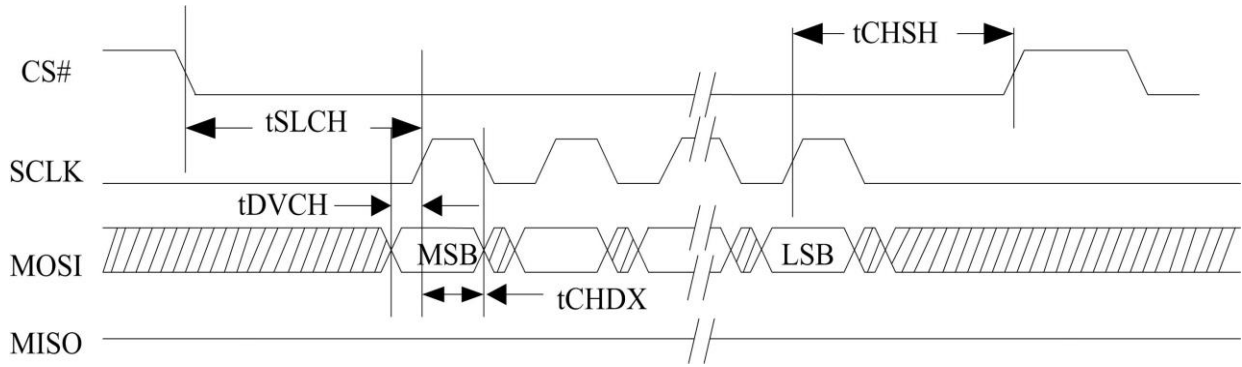 tCHSH
CS#
tSLCH
SCLK
tDVCH
MOSI
MSB
LSB
tCHDX
MISO